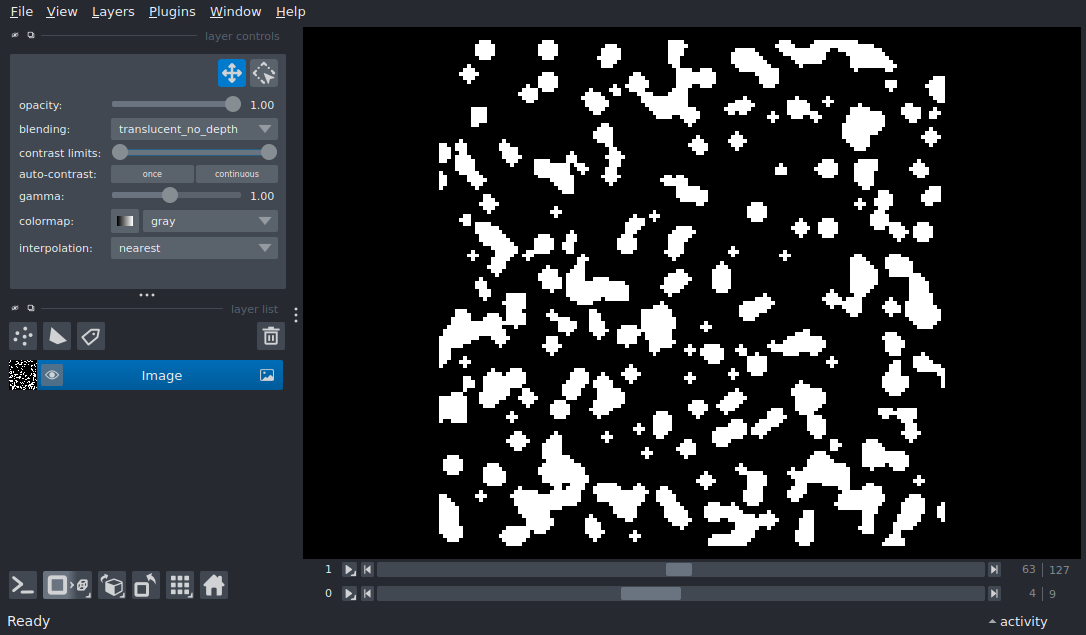 File View Layers Plugins Window Help
layer controls
opacity: 1.00
blending: translucent_no_depth
contrast limits:
auto-contrast: once continuous
gamma: 1.00
colormap: gray
interpolation: nearest
layer list
Image
1 63 127
0 4 9
Ready activity